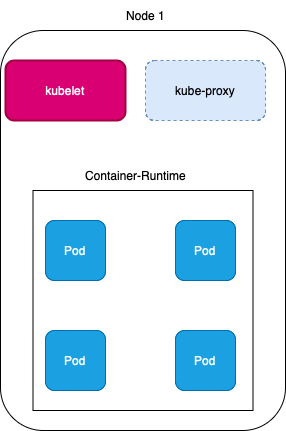 Node 1
kubelet
kube-proxy
Container-Runtime
Pod
Pod
Pod
Pod